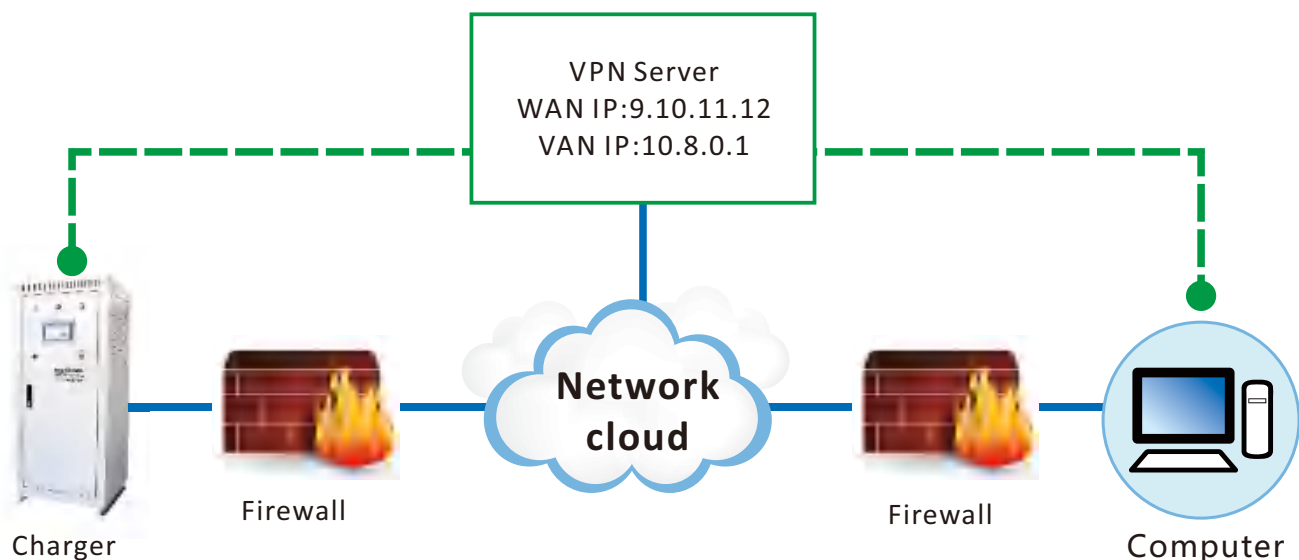 VPN Server
WAN IP:9.10.11.12
VAN IP:10.8.0.1
Network
cloud
Firewall
Firewall
Charger
Computer